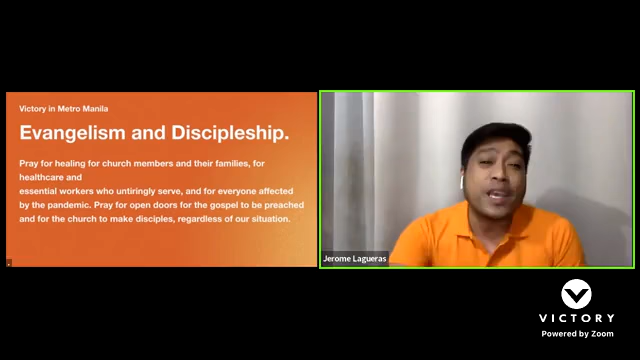 Victory in Metro Manila
Evangelism and Discipleship.
Pray for healing for church members and their families, for
healthcare and
essential workers who untiringly serve, and for everyone affected
by the pandemic. Pray for open doors for the gospel to be preached
and for the church to make disciples, regardless of our situation.
Jerome Lagueras
VICTORY
Powered by Zoom